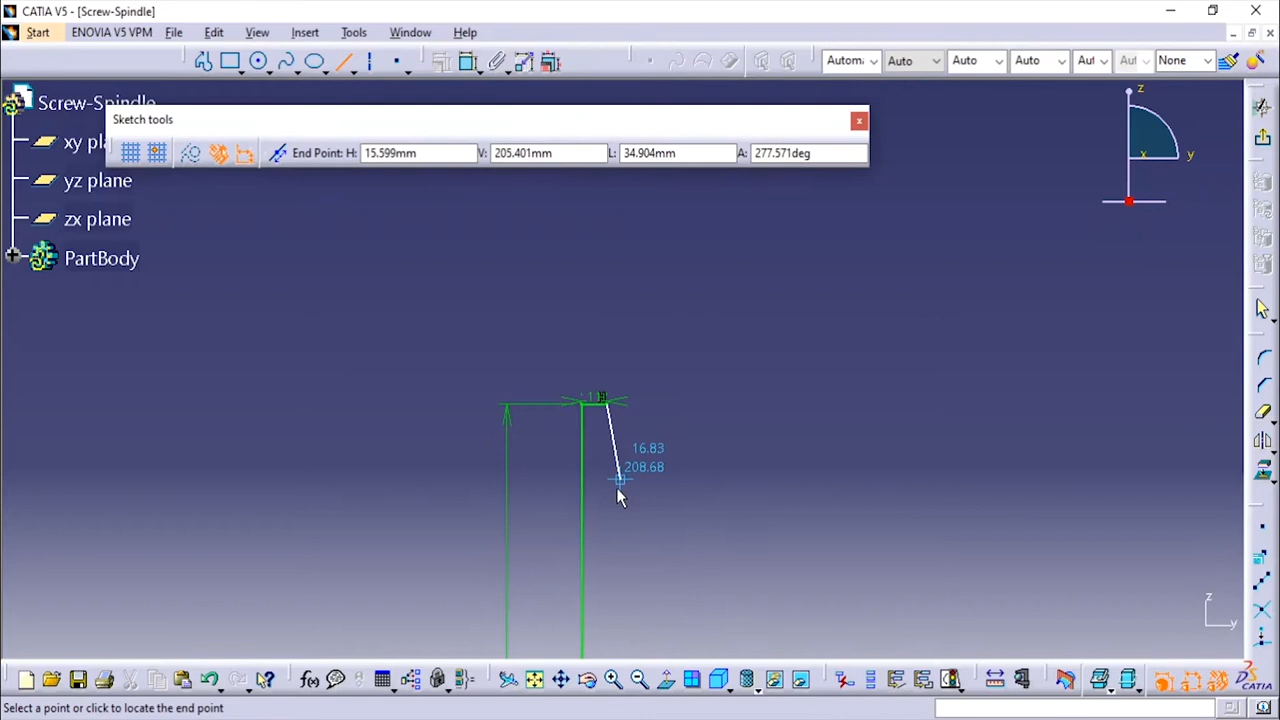 CATIA V5 - [Screw-Spindle]
Start ENOVIA V5 VPM File Edit View Insert Tools Window Help
Auto Auto Auto None
Screw-Spindle
Sketch tools
End Point: H: 15.599mm V: 205.401mm L: 34.904mm A: 277.571deg
xy pla
yz plane
zx plane
PartBody
z
x
y
16.83
208.68
z
y
f(x)
CATIA
Select a point or click to locate the end point